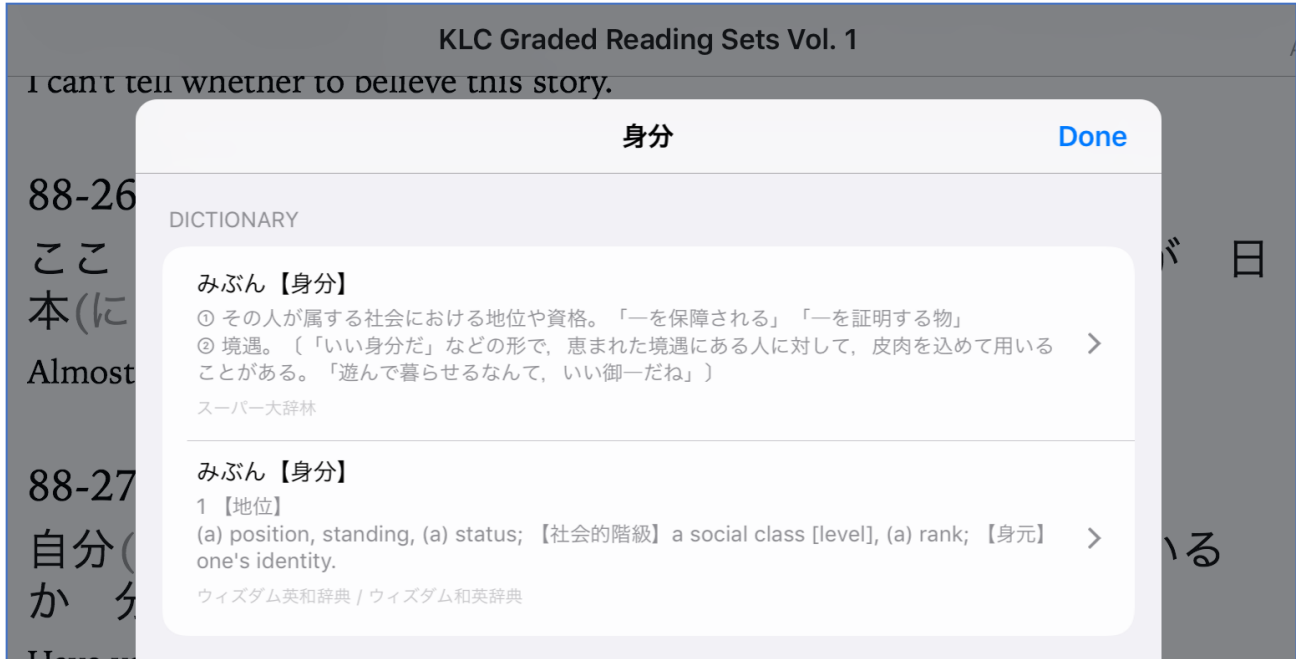 KLC Graded Reading Sets Vol. 1
I can't tell whether to believe this story.
身分
Done
88-26
DICTIONARY
ここ
が 日
本(に
Almost
みぶん【身分】
① その人が属する社会における地位や資格。「―を保障される」「―を証明する物」
② 境遇。〔「いい身分だ」などの形で,恵まれた境遇にある人に対して,皮肉を込めて用いる
ことがある。「遊んで暮らせるなんて,いい御―だね」〕
スーパー大辞林
みぶん【身分】
1 【地位】
(a) position, standing, (a) status; 【社会的階級】a social class [level], (a) rank; 【身元】
one's identity.
ウィズダム英和辞典 / ウィズダム和英辞典
88-27
自分(
いる
か 分